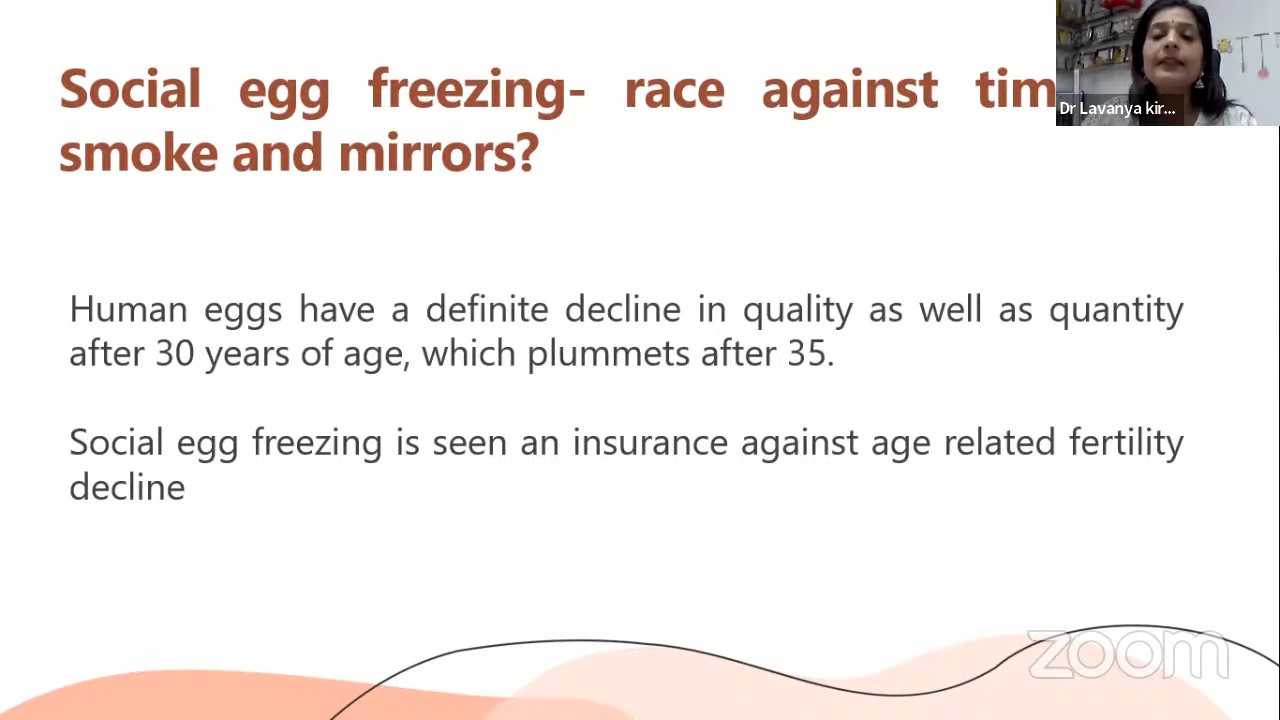 Social egg freezing- race against tim
smoke and mirrors?
Dr Lavanya kir...
Human eggs have a definite decline in quality as well as quantity
after 30 years of age, which plummets after 35.
Social egg freezing is seen an insurance against age related fertility
decline
zoom